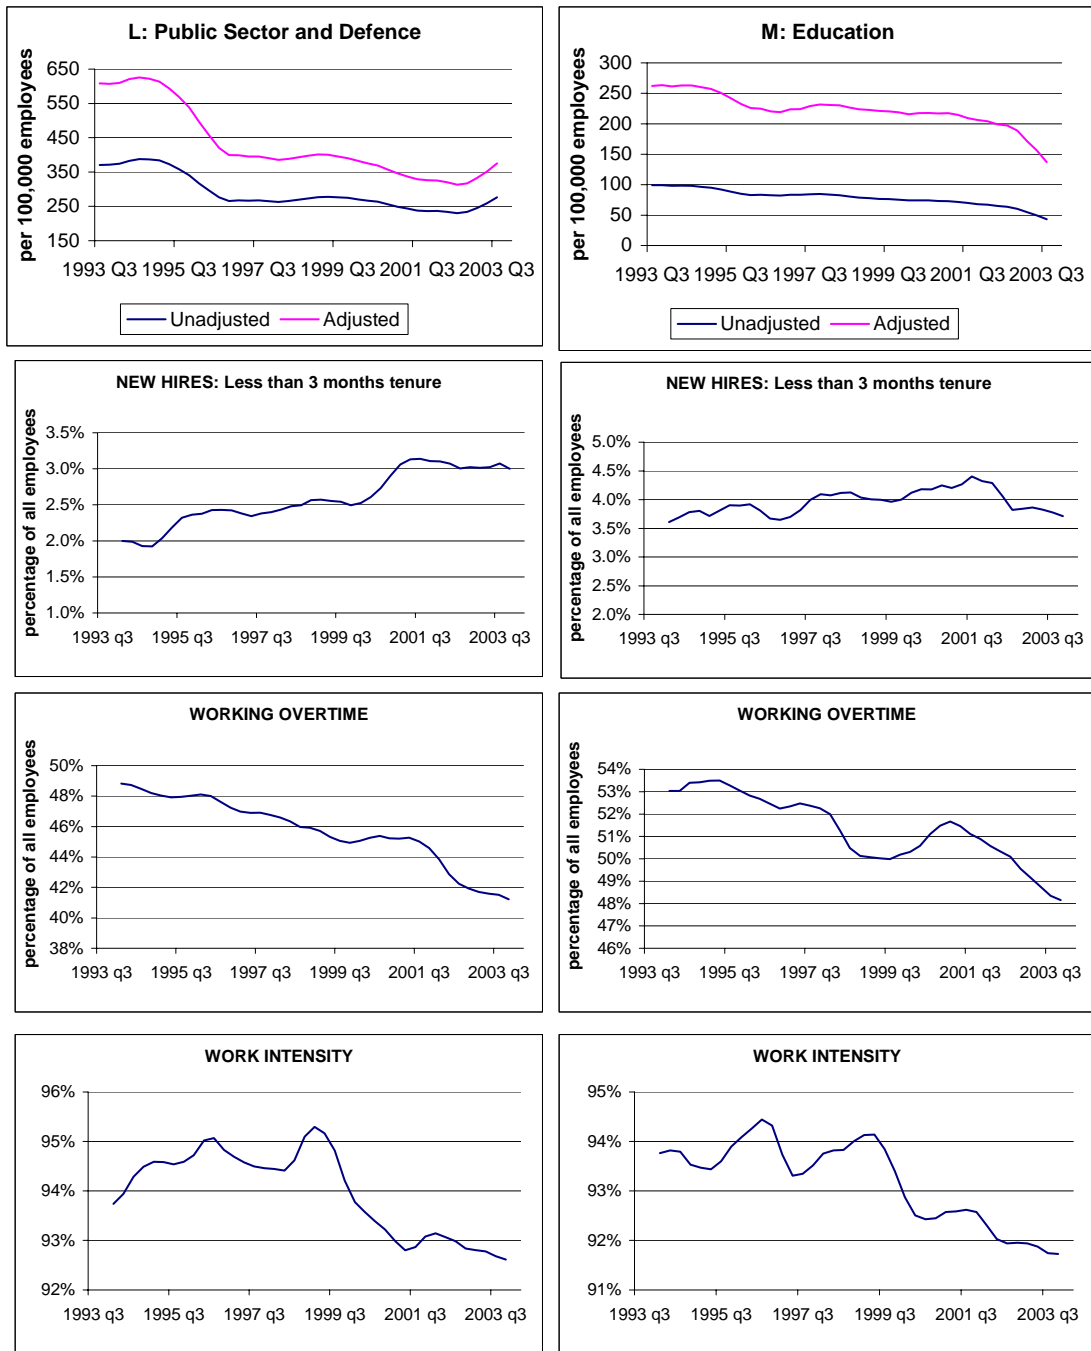 L: Public Sector and Defence
per 100,000 employees
650
550
450
350
250
150
1993 Q3 1995 Q3 1997 Q3 1999 Q3 2001 Q3 2003 Q3
Unadjusted Adjusted
M: Education
per 100,000 employees
300
250
200
150
100
50
0
1993 Q3 1995 Q3 1997 Q3 1999 Q3 2001 Q3 2003 Q3
Unadjusted Adjusted
NEW HIRES: Less than 3 months tenure
percentage of all employees
3.5%
3.0%
2.5%
2.0%
1.5%
1.0%
1993 q3 1995 q3 1997 q3 1999 q3 2001 q3 2003 q3
NEW HIRES: Less than 3 months tenure
percentage of all employees
5.0%
4.5%
4.0%
3.5%
3.0%
2.5%
2.0%
1993 q3 1995 q3 1997 q3 1999 q3 2001 q3 2003 q3
WORKING OVERTIME
percentage of all employees
50%
48%
46%
44%
42%
40%
38%
1993 q3 1995 q3 1997 q3 1999 q3 2001 q3 2003 q3
WORKING OVERTIME
percentage of all employees
54%
53%
52%
51%
50%
49%
48%
47%
46%
1993 q3 1995 q3 1997 q3 1999 q3 2001 q3 2003 q3
WORK INTENSITY
96%
95%
94%
93%
92%
1993 q3 1995 q3 1997 q3 1999 q3 2001 q3 2003 q3
WORK INTENSITY
95%
94%
93%
92%
91%
1993 q3 1995 q3 1997 q3 1999 q3 2001 q3 2003 q3